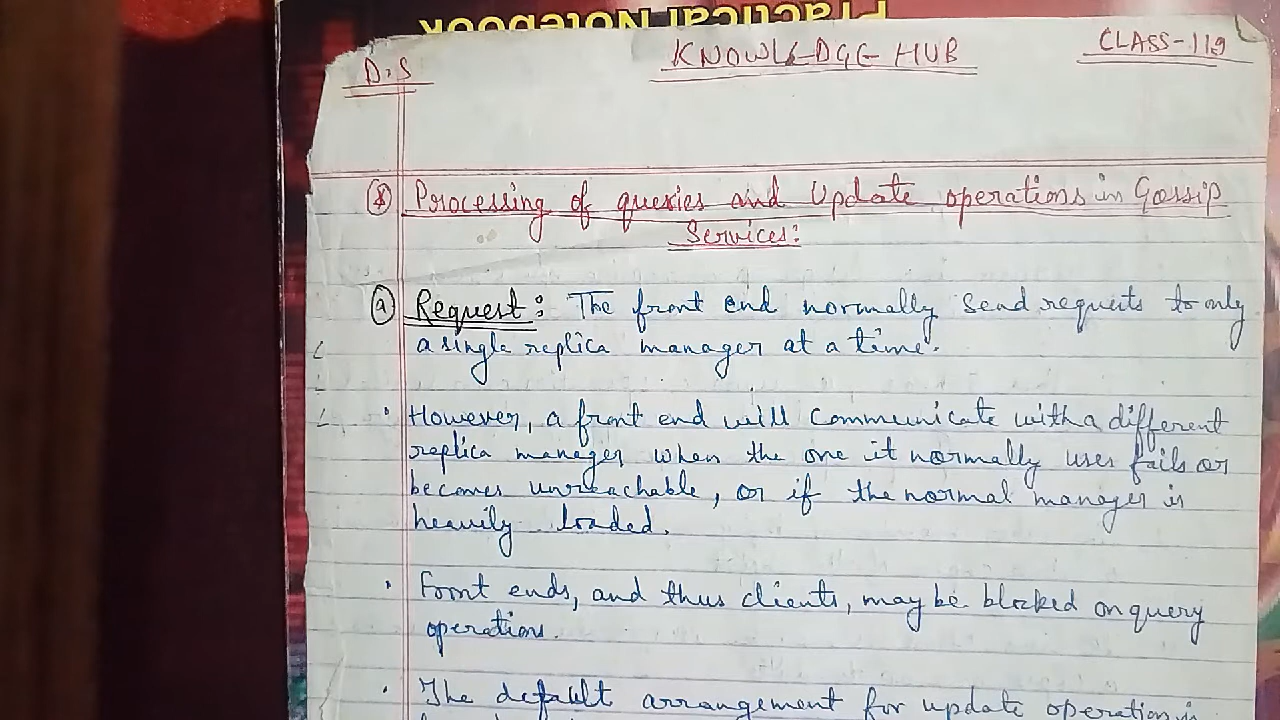 Practical Notebook
D.S
KNOWLEDGE HUB
CLASS-119
Processing of queries and Update operations in Gossip
Services:
(a) Request: The front end normally send requests to only
a single replica manager at a time.
• However, a front end will communicate with a different
replica manager when the one it normally uses fails or
becomes unreachable, or if the normal manager is
heavily loaded.
• Front ends, and thus clients, may be blocked on query
operations.
• The default arrangement for update operation is